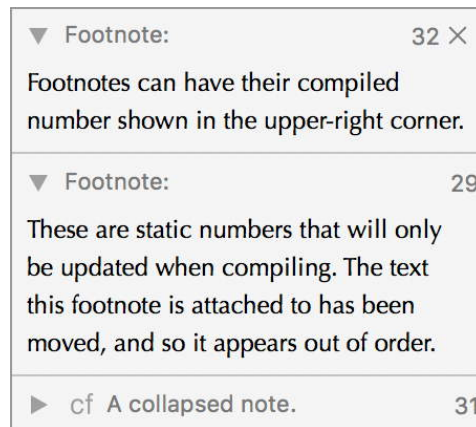 ▼ Footnote: 32 ×
Footnotes can have their compiled
number shown in the upper-right corner.
▼ Footnote: 29
These are static numbers that will only
be updated when compiling. The text
this footnote is attached to has been
moved, and so it appears out of order.
▶ cf A collapsed note. 31